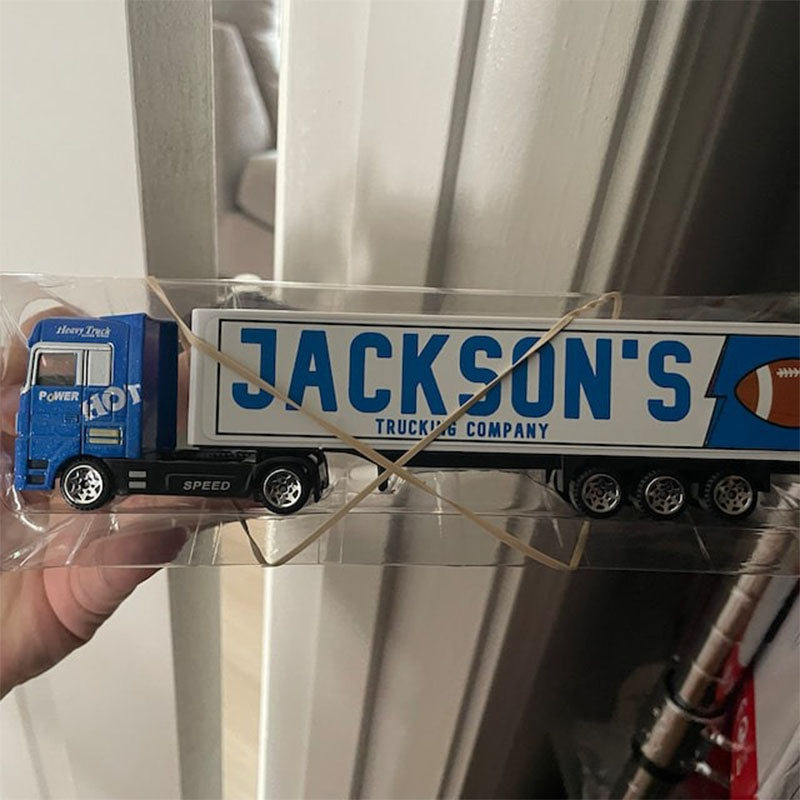 Heavy Truck
POWER
HOT
SPEED
JACKSON'S
TRUCKING COMPANY